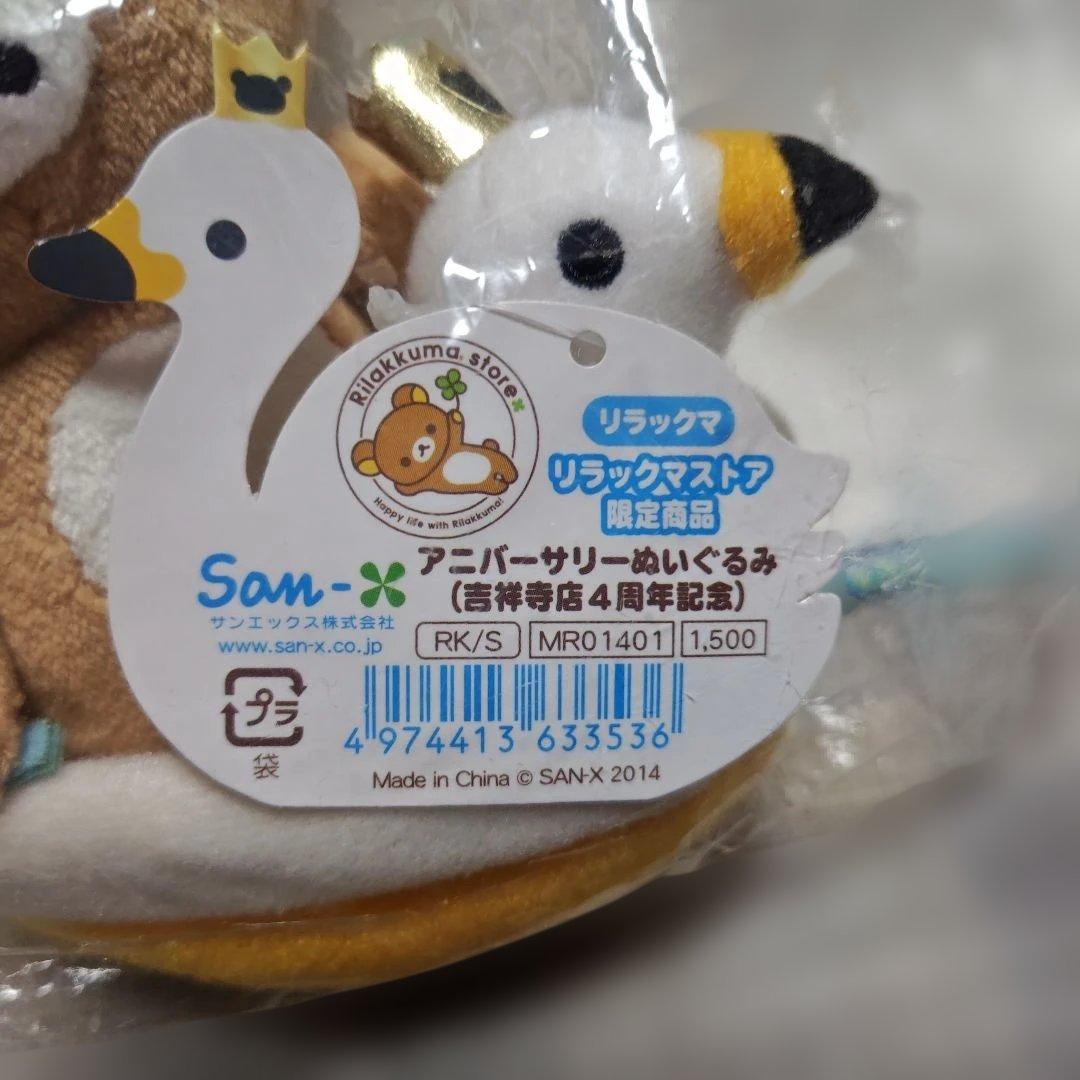 Rilakkuma store
Happy life with Rilakkuma!
リラックマ
リラックマストア
限定商品
San-X
サンエックス株式会社
www.san-x.co.jp
アニバーサリーぬいぐるみ
(吉祥寺店4周年記念)
RK/S MR01401 1,500
プラ
袋
4974413 633536
Made in China © SAN-X 2014